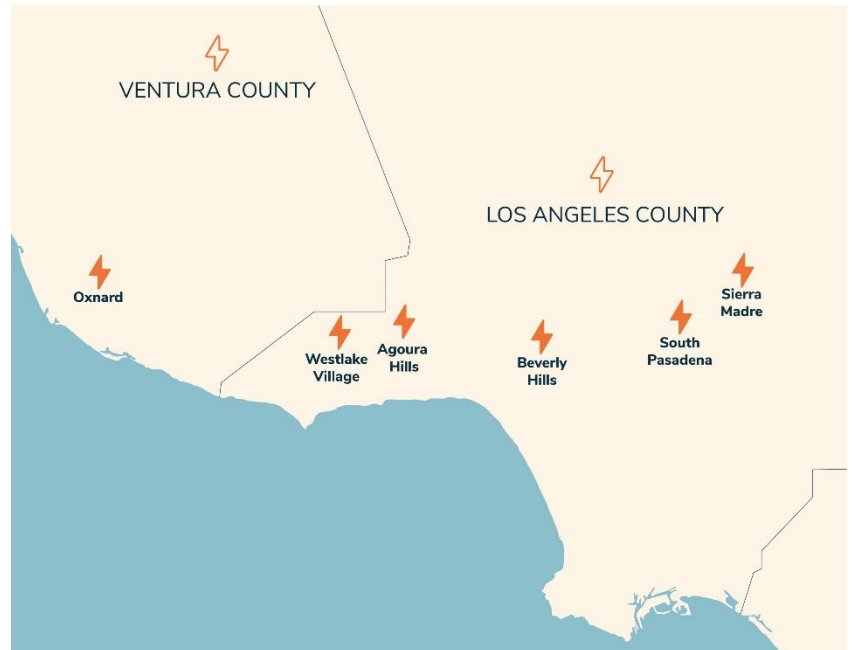 VENTURA COUNTY
LOS ANGELES COUNTY
Oxnard
Westlake
Village
Agoura
Hills
Beverly
Hills
South
Pasadena
Sierra
Madre